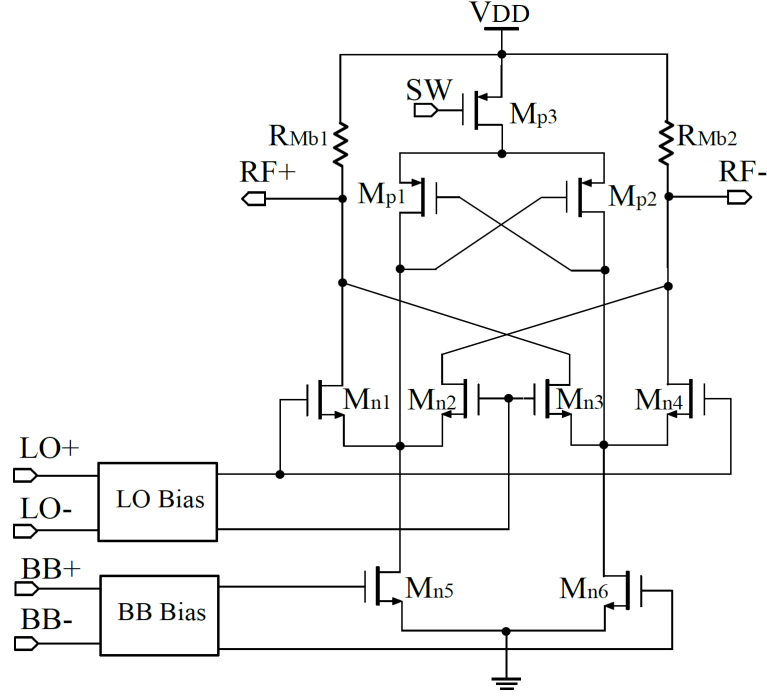 VDD
SW
Mp3
RMb1
RMb2
RF+
RF-
Mp1
Mp2
Mn1
Mn2
Mn3
Mn4
LO+
LO Bias
LO-
BB+
Mn5
Mn6
BB Bias
BB-